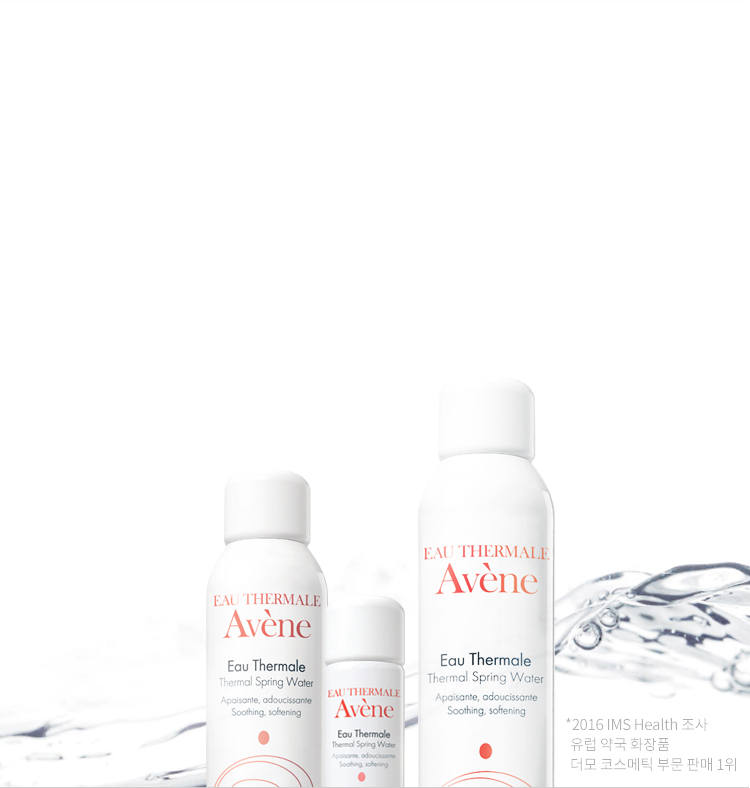 EAU THERMALE
Avène
Eau Thermale
Thermal Spring Water
Apaisante, adoucissante
Soothing, softening
EAU THERMALE
Avène
Eau Thermale
Thermal Spring Water
Apaisante, adoucissante
Soothing, softening
EAU THERMALE
Avène
Eau Thermale
Thermal Spring Water
Apaisante, adoucissante
Soothing, softening
*2016 IMS Health 조사
유럽 약국 화장품
더모 코스메틱 부문 판매 1위